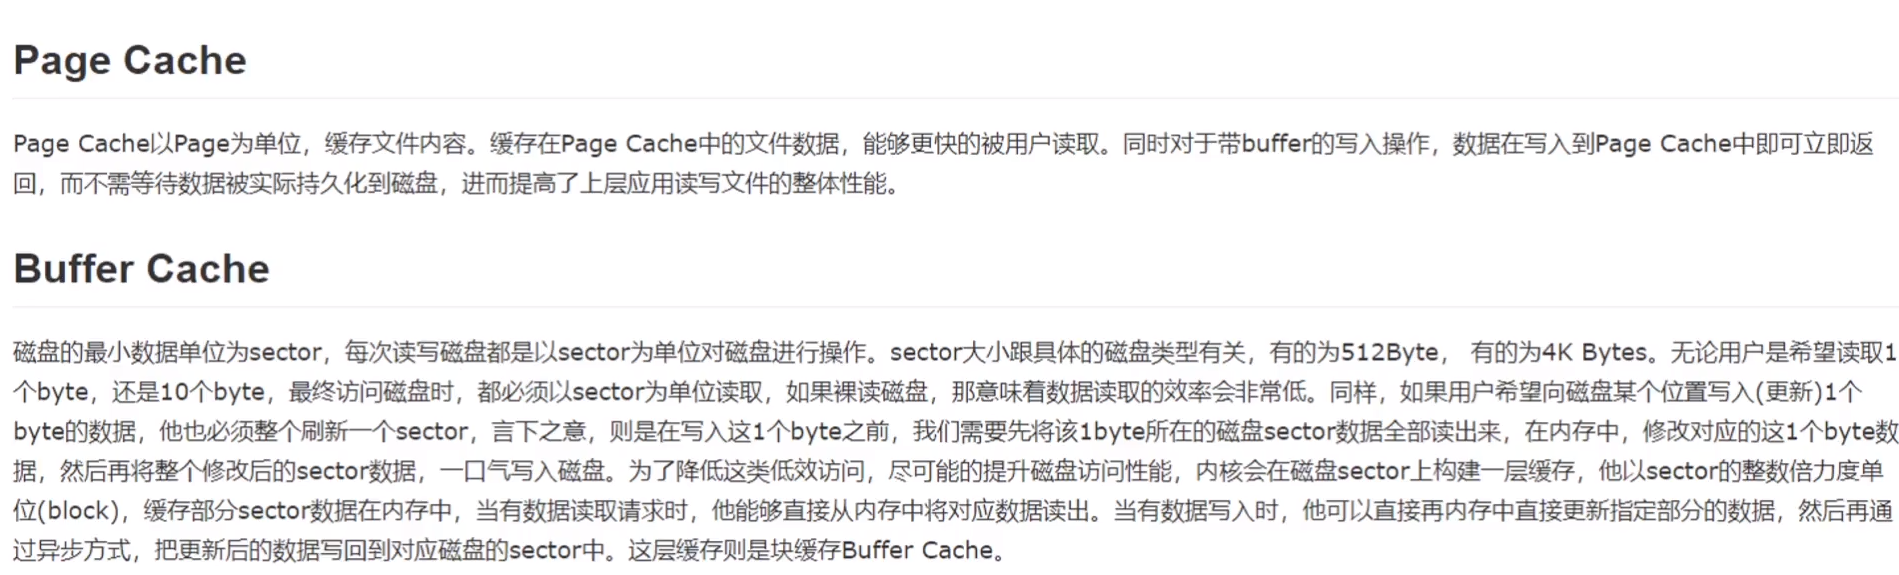 Page Cache
Page Cache以Page为单位，缓存文件内容。缓存在Page Cache中的文件数据，能够更快的被用户读取。同时对于带buffer的写入操作，数据在写入到Page Cache中即可立即返
回，而不需等待数据被实际持久化到磁盘，进而提高了上层应用读写文件的整体性能。
Buffer Cache
磁盘的最小数据单位为sector，每次读写磁盘都是以sector为单位对磁盘进行操作。sector大小跟具体的磁盘类型有关，有的为512Byte， 有的为4K Bytes。无论用户是希望读取1
个byte，还是10个byte，最终访问磁盘时，都必须以sector为单位读取，如果裸读磁盘，那意味着数据读取的效率会非常低。同样，如果用户希望向磁盘某个位置写入(更新)1个
byte的数据，他也必须整个刷新一个sector，言下之意，则是在写入这1个byte之前，我们需要先将该1byte所在的磁盘sector数据全部读出来，在内存中，修改对应的这1个byte数
据，然后再将整个修改后的sector数据，一口气写入磁盘。为了降低这类低效访问，尽可能的提升磁盘访问性能，内核会在磁盘sector上构建一层缓存，他以sector的整数倍力度单
位(block)，缓存部分sector数据在内存中，当有数据读取请求时，他能够直接从内存中将对应数据读出。当有数据写入时，他可以直接再内存中直接更新指定部分的数据，然后再通
过异步方式，把更新后的数据写回到对应磁盘的sector中。这层缓存则是块缓存Buffer Cache。